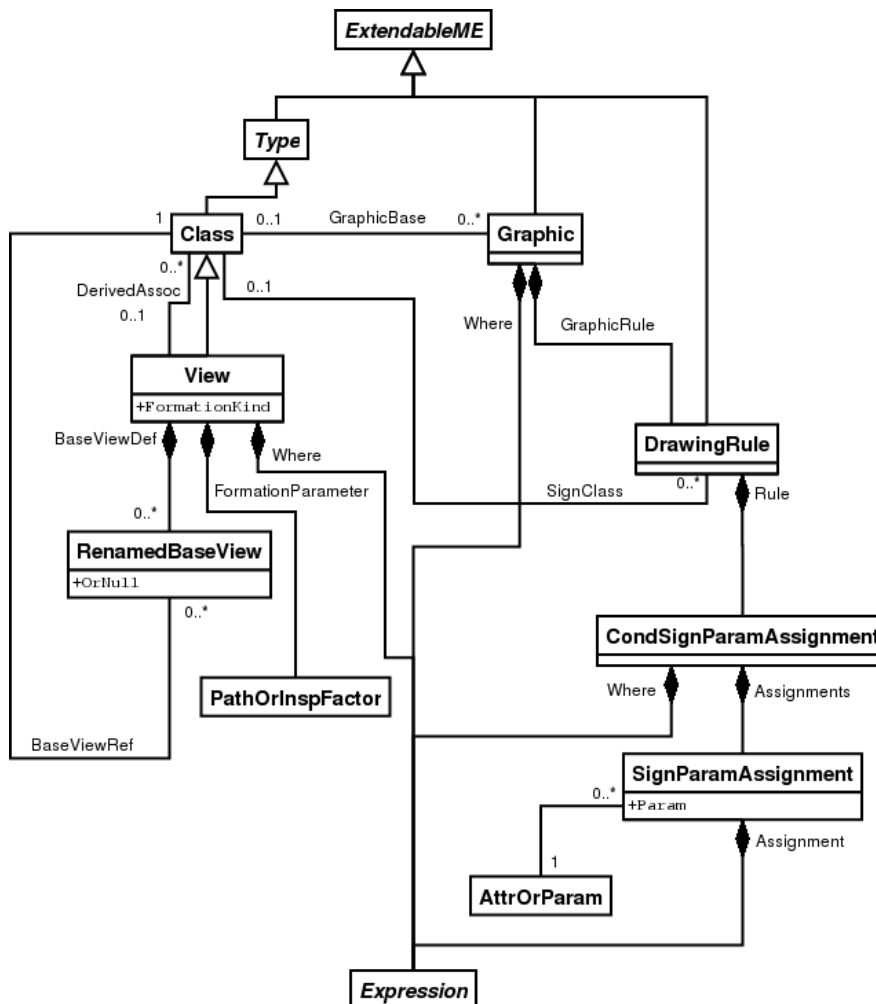 ExtendableME
Type
1
0..1
GraphicBase
0..*
Class
Graphic
0..*
DerivedAssoc
0..1
0..1
Where
GraphicRule
View
+FormationKind
BaseViewDef
Where
DrawingRule
FormationParameter
SignClass
0..*
Rule
0..*
RenamedBaseView
+OrNull
0..*
CondSignParamAssignment
PathOrInspFactor
Where
Assignments
BaseViewRef
SignParamAssignment
0..*
+Param
Assignment
1
AttrOrParam
Expression